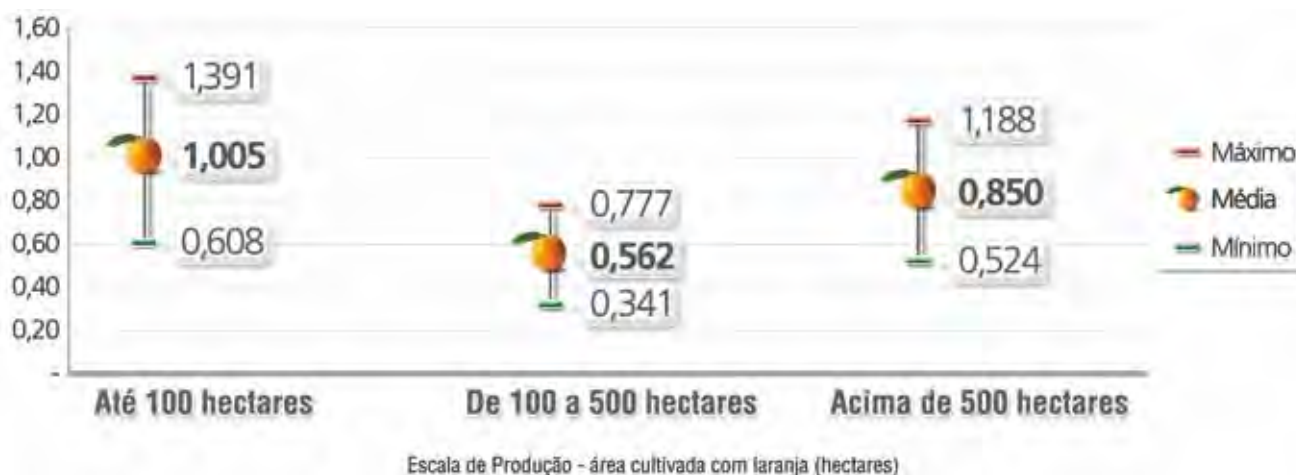 1,60
1,40
1,20
1,00
0,80
0,60
0,40
0,20
-
1,391
1,005
0,608
0,777
0,562
0,341
1,188
0,850
0,524
Máximo
Média
Mínimo
Até 100 hectares
De 100 a 500 hectares
Acima de 500 hectares
Escala de Produção - área cultivada com laranja (hectares)